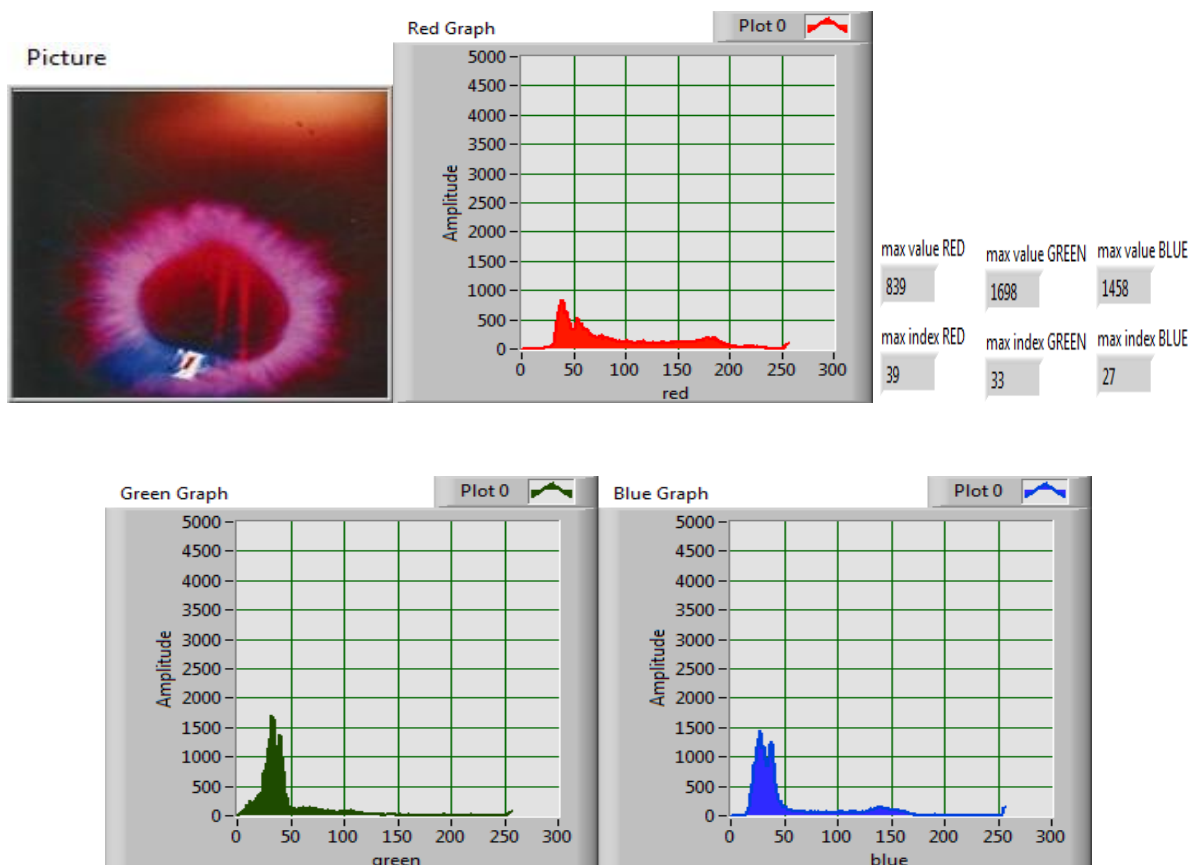 Picture
Red Graph
Plot 0
5000
4500
4000
3500
3000
2500
2000
1500
1000
500
0
Amplitude
0 50 100 150 200 250 300
red
max value RED
839
max value GREEN
1698
max value BLUE
1458
max index RED
39
max index GREEN
33
max index BLUE
27
Green Graph
Plot 0
5000
4500
4000
3500
3000
2500
2000
1500
1000
500
0
Amplitude
0 50 100 150 200 250 300
green
Blue Graph
Plot 0
5000
4500
4000
3500
3000
2500
2000
1500
1000
500
0
Amplitude
0 50 100 150 200 250 300
blue